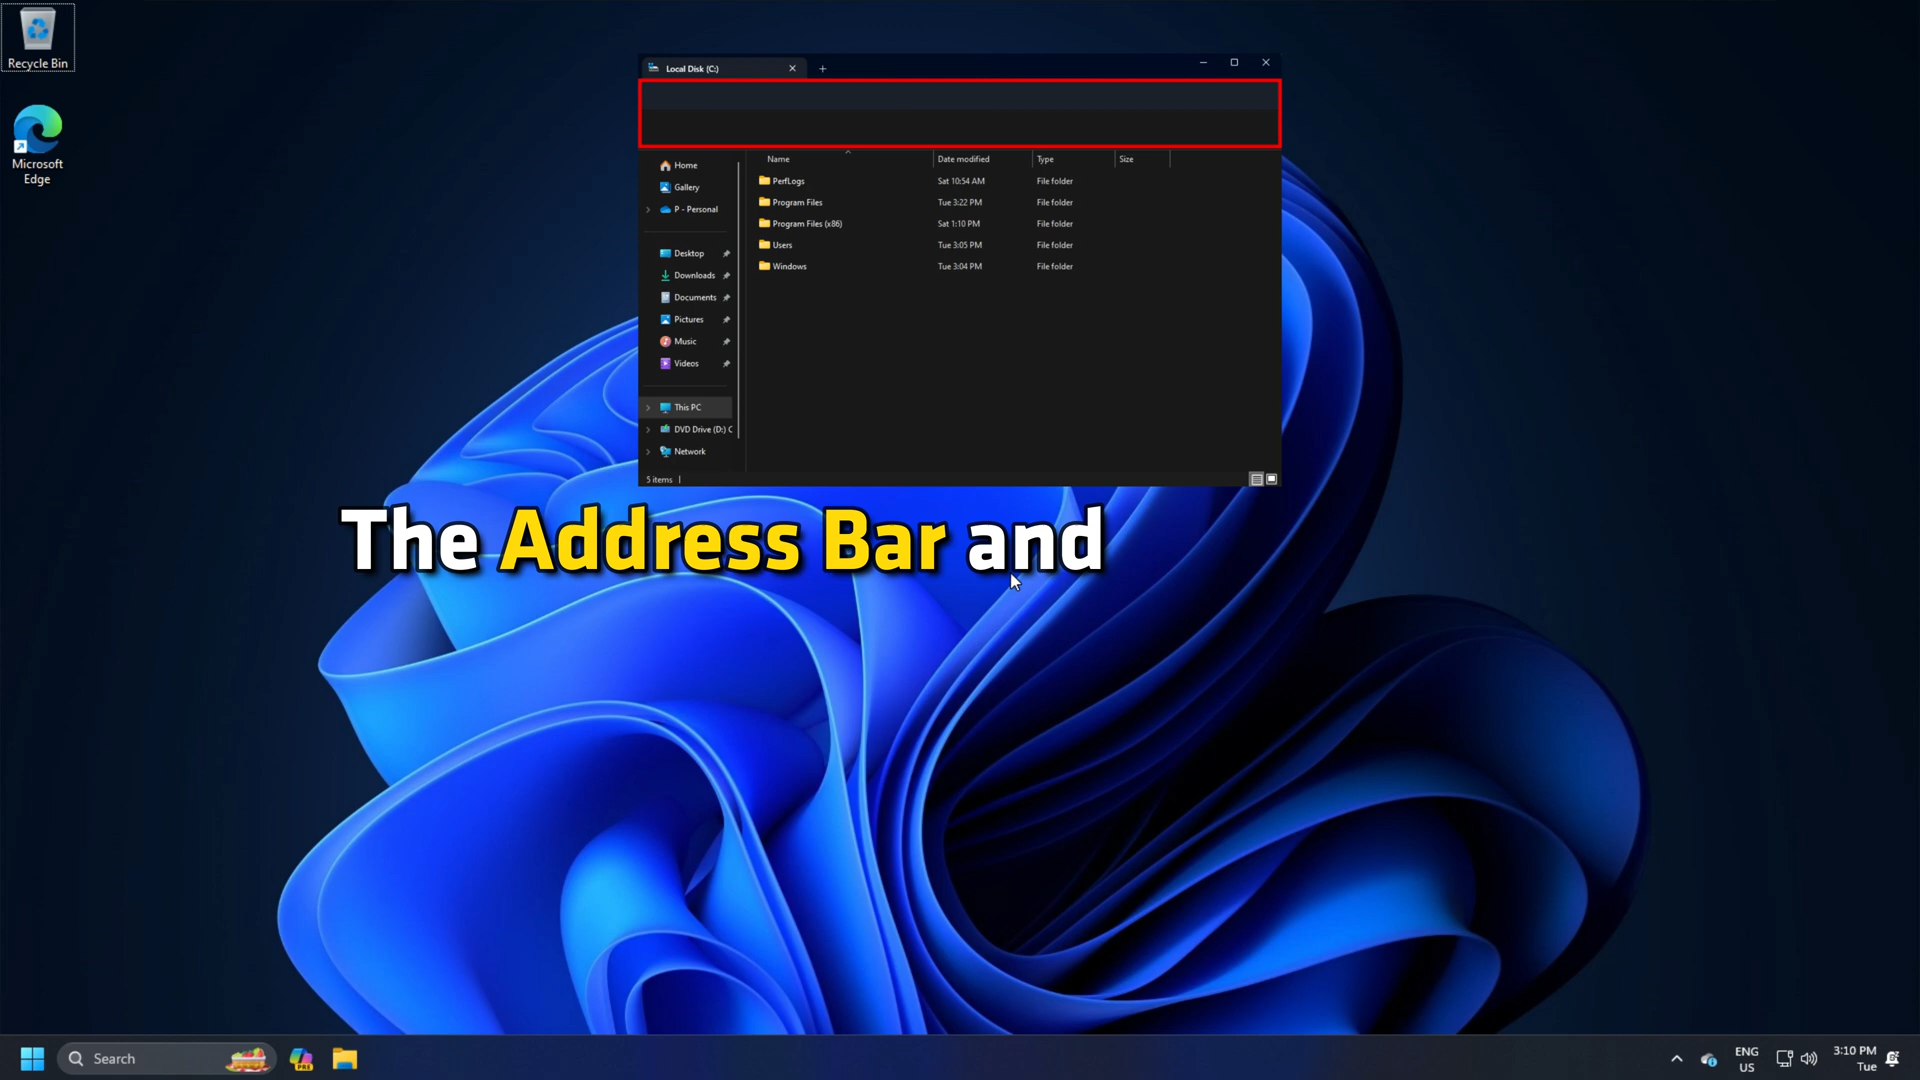 Recycle Bin
Microsoft
Edge
Local Disk (C:)
Home
Gallery
P - Personal
Desktop
Downloads
Documents
Pictures
Music
Videos
This PC
DVD Drive (D:) C
Network
Name Date modified Type Size
PerfLogs Sat 10:54 AM File folder
Program Files Tue 3:22 PM File folder
Program Files (x86) Sat 1:10 PM File folder
Users Tue 3:05 PM File folder
Windows Tue 3:04 PM File folder
5 items
The Address Bar and
Search
PRE
ENG
US
3:10 PM
Tue